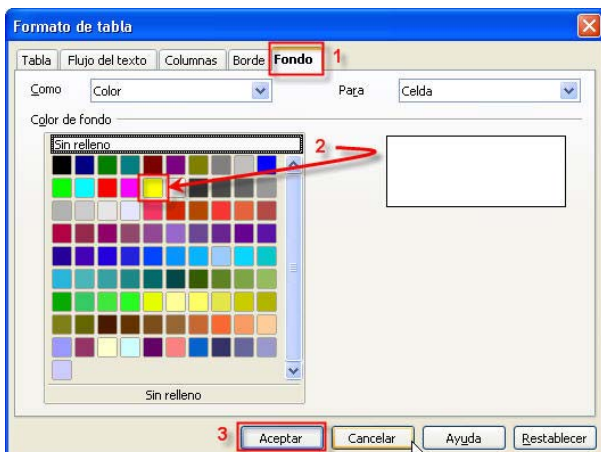 Formato de tabla
Tabla Flujo del texto Columnas Borde Fondo 1
Como Color Para Celda
Color de fondo
Sin relleno
2
Sin relleno
3 Aceptar Cancelar Ayuda Restablecer